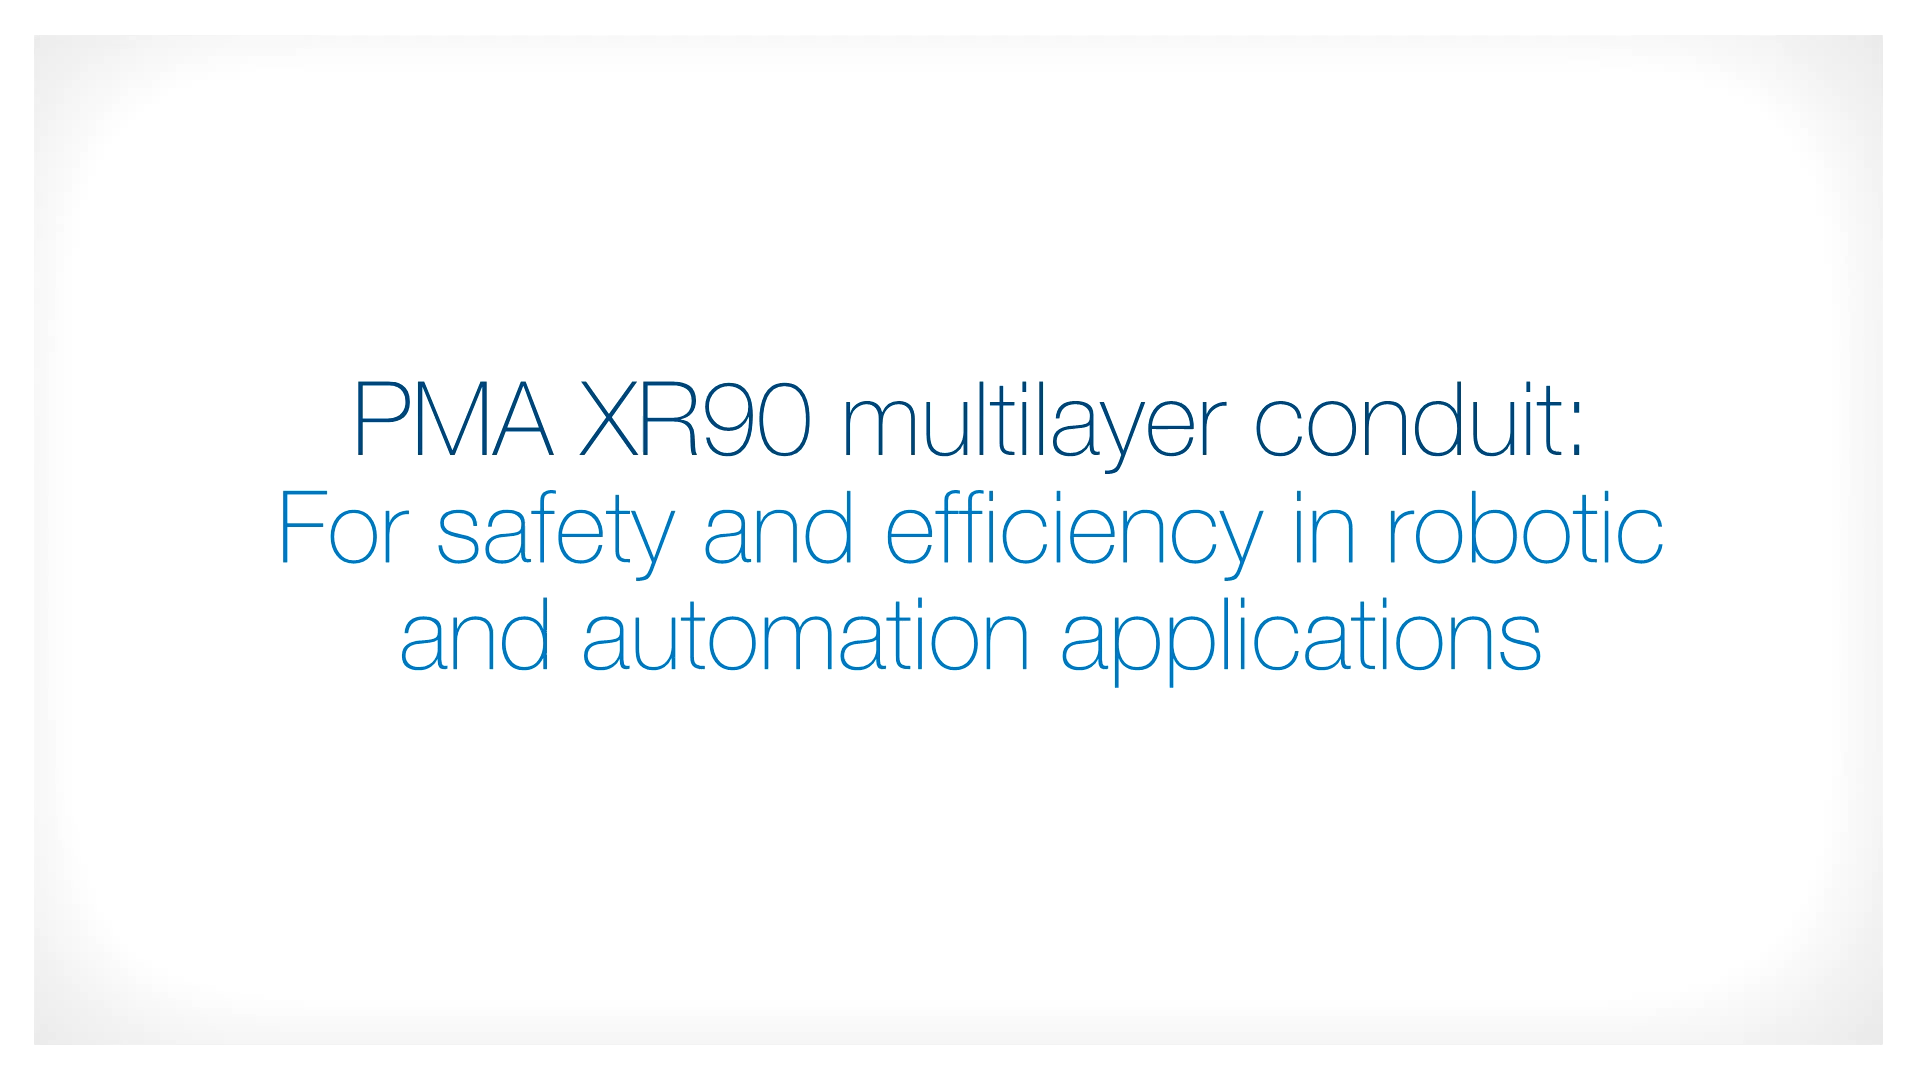 PMA XR90 multilayer conduit:
For safety and efficiency in robotic
and automation applications